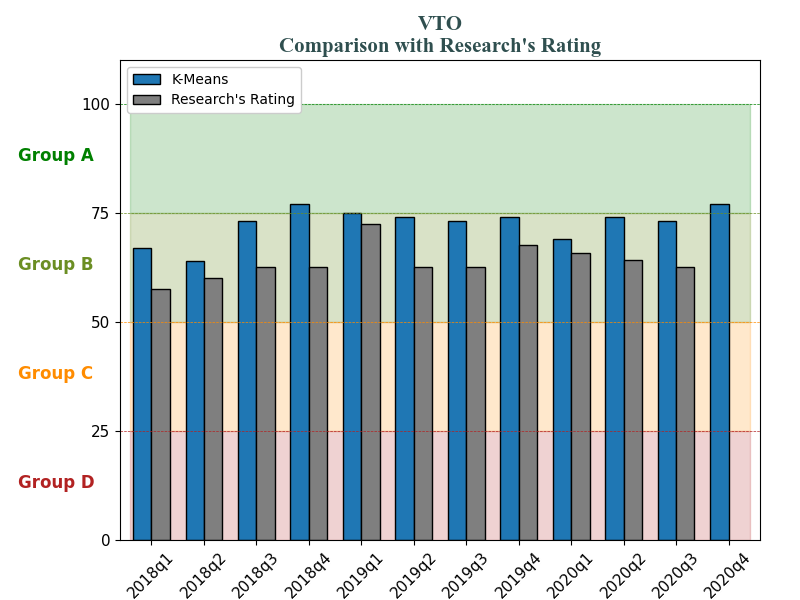 VTO
Comparison with Research's Rating
K-Means
Research's Rating
100
Group A
75
Group B
50
Group C
25
Group D
0
2018q1
2018q2
2018q3
2018q4
2019q1
2019q2
2019q3
2019q4
2020q1
2020q2
2020q3
2020q4